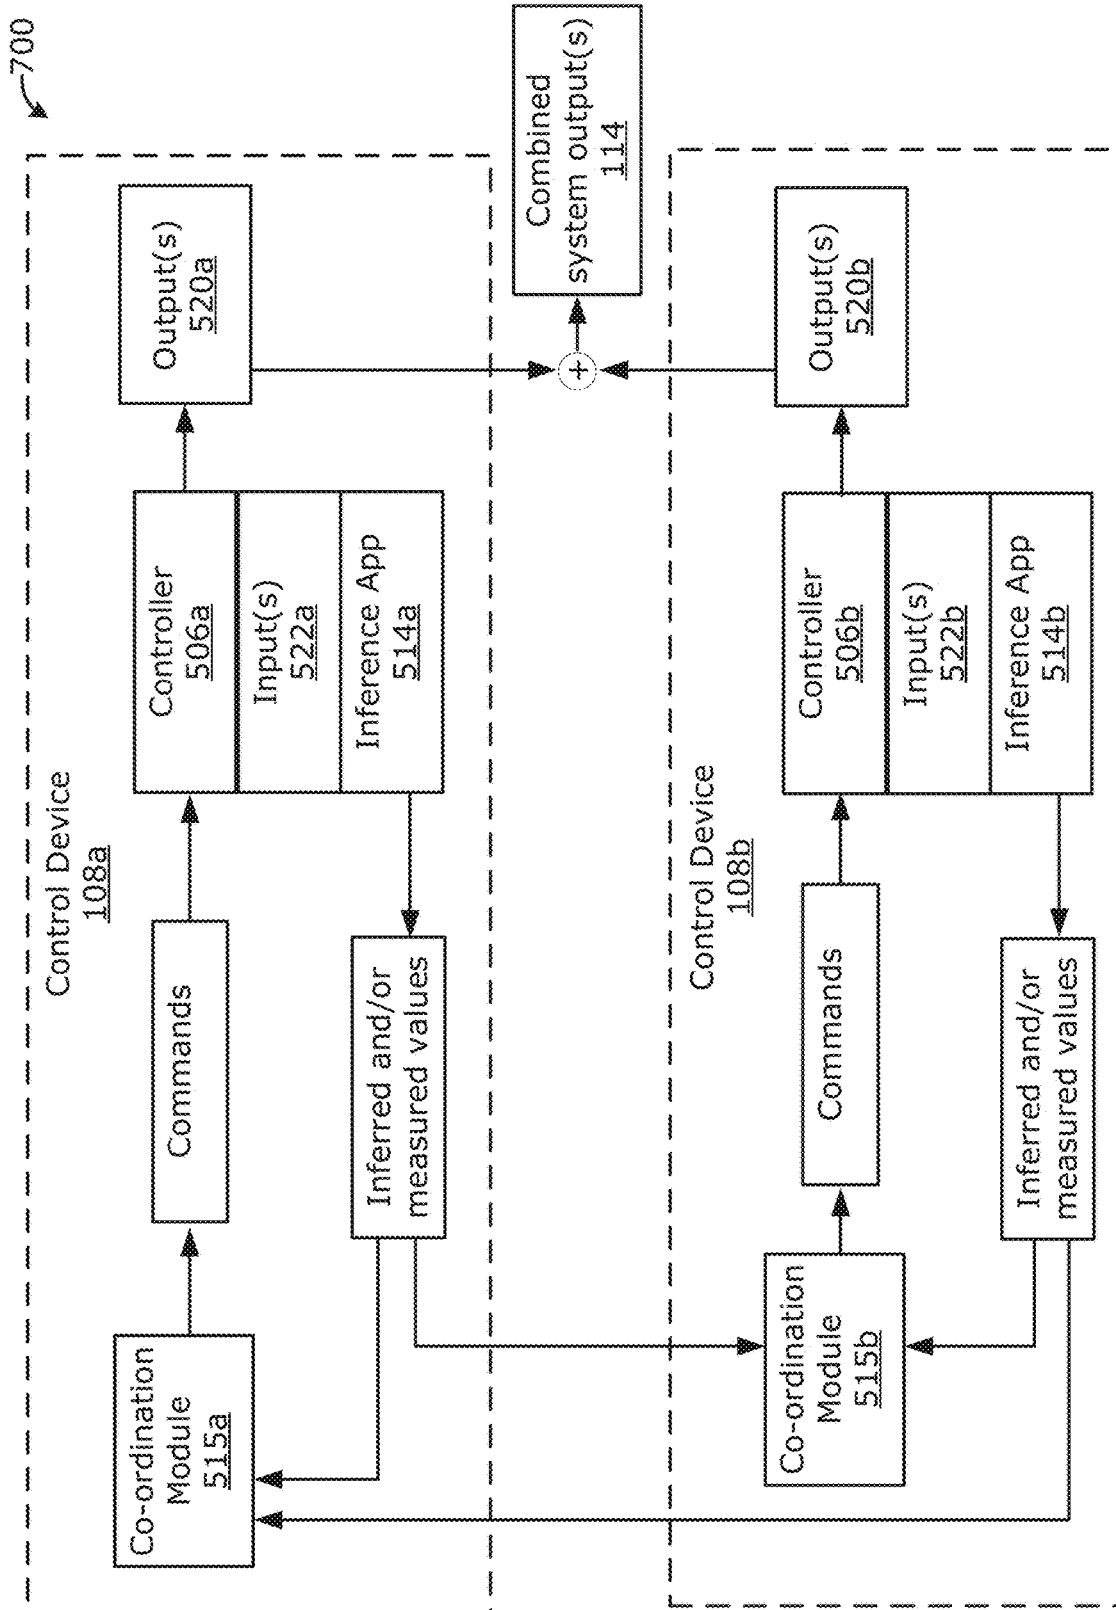 700
Control Device
108a
Co-ordination
Module
515a
Commands
Controller
506a
Input(s)
522a
Inference App
514a
Output(s)
520a
Inferred and/or
measured values
+
Combined
system output(s)
114
Control Device
108b
Co-ordination
Module
515b
Commands
Controller
506b
Input(s)
522b
Inference App
514b
Output(s)
520b
Inferred and/or
measured values